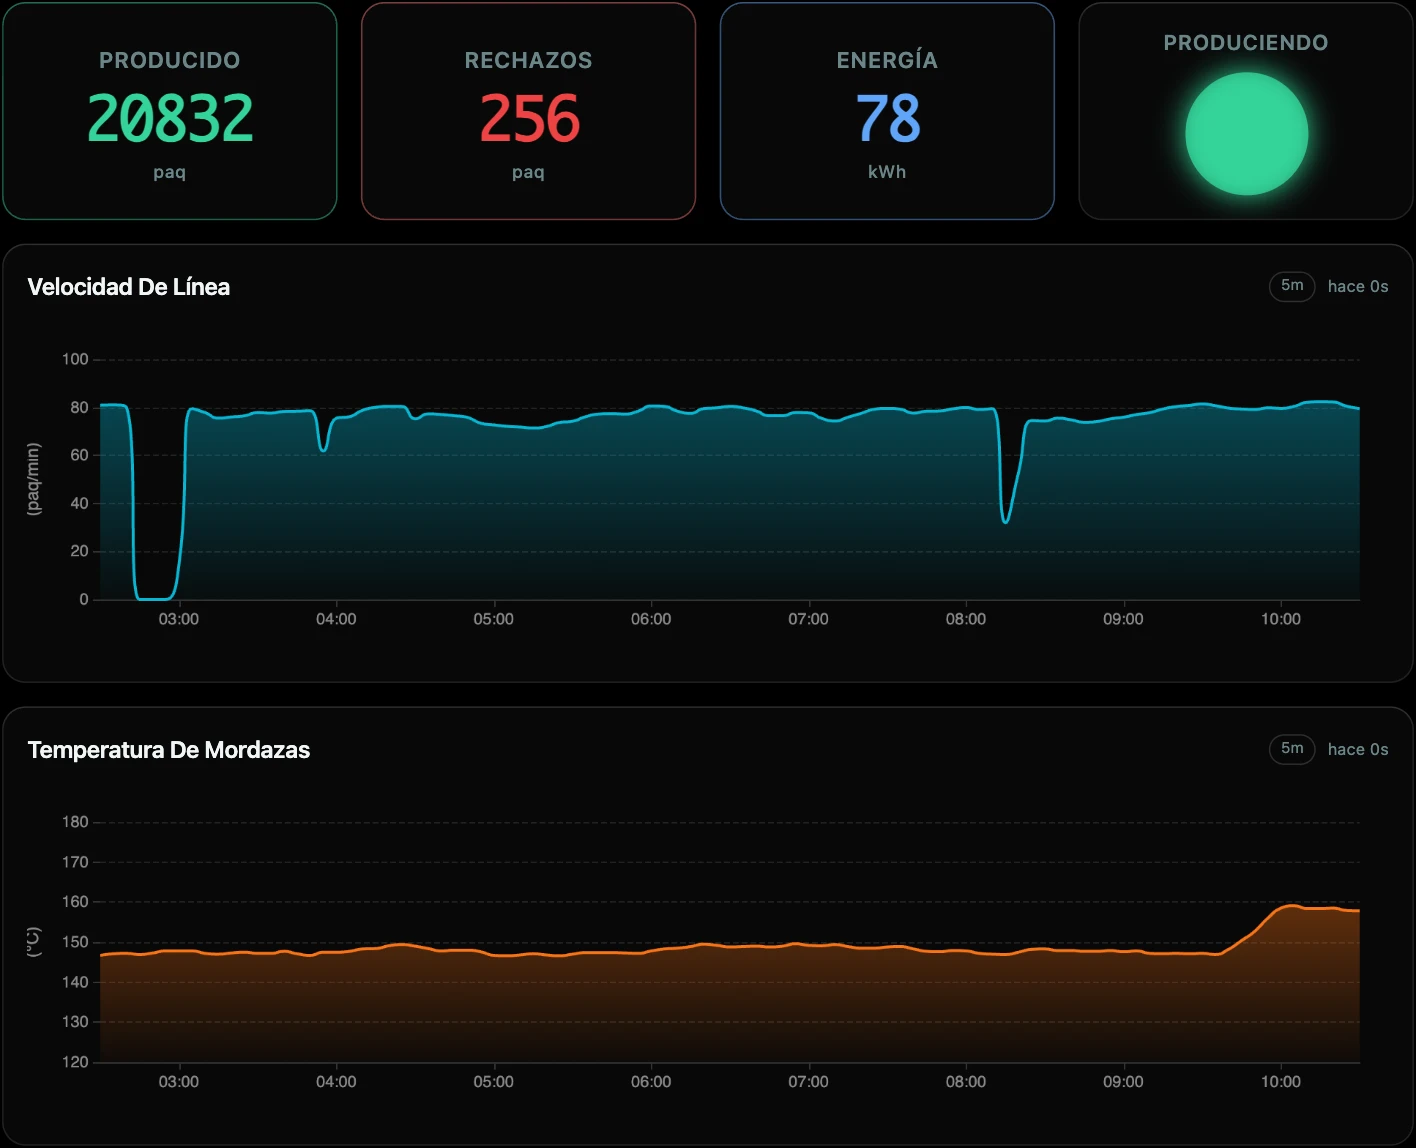 PRODUCIDO
20832
paq
RECHAZOS
256
paq
ENERGÍA
78
kWh
PRODUCIENDO
Velocidad De Línea
5m hace 0s
(paq/min)
100
80
60
40
20
0
03:00 04:00 05:00 06:00 07:00 08:00 09:00 10:00
Temperatura De Mordazas
5m hace 0s
(°C)
180
170
160
150
140
130
120
03:00 04:00 05:00 06:00 07:00 08:00 09:00 10:00